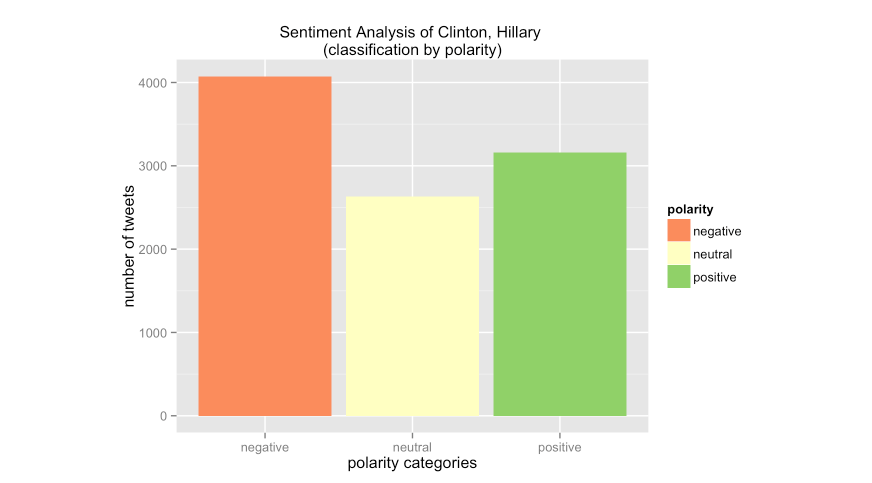 Sentiment Analysis of Clinton, Hillary
(classification by polarity)
4000
3000
2000
1000
0
number of tweets
negative
neutral
positive
polarity categories
polarity
negative
neutral
positive